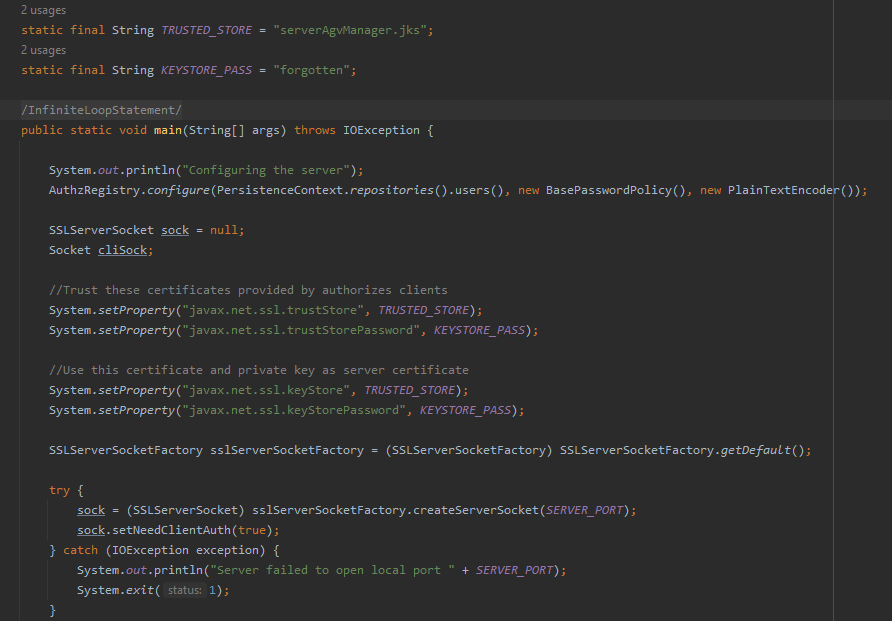 2 usages
static final String TRUSTED_STORE = "serverAgvManager.jks";
2 usages
static final String KEYSTORE_PASS = "forgotten";
/InfiniteLoopStatement/
public static void main(String[] args) throws IOException {
System.out.println("Configuring the server");
AuthzRegistry.configure(PersistenceContext.repositories().users(), new BasePasswordPolicy(), new PlainTextEncoder());
SSLServerSocket sock = null;
Socket cliSock;
//Trust these certificates provided by authorizes clients
System.setProperty("javax.net.ssl.trustStore", TRUSTED_STORE);
System.setProperty("javax.net.ssl.trustStorePassword", KEYSTORE_PASS);
//Use this certificate and private key as server certificate
System.setProperty("javax.net.ssl.keyStore", TRUSTED_STORE);
System.setProperty("javax.net.ssl.keyStorePassword", KEYSTORE_PASS);
SSLServerSocketFactory sslServerSocketFactory = (SSLServerSocketFactory) SSLServerSocketFactory.getDefault();
try {
sock = (SSLServerSocket) sslServerSocketFactory.createServerSocket(SERVER_PORT);
sock.setNeedClientAuth(true);
} catch (IOException exception) {
System.out.println("Server failed to open local port " + SERVER_PORT);
System.exit( status: 1);
}